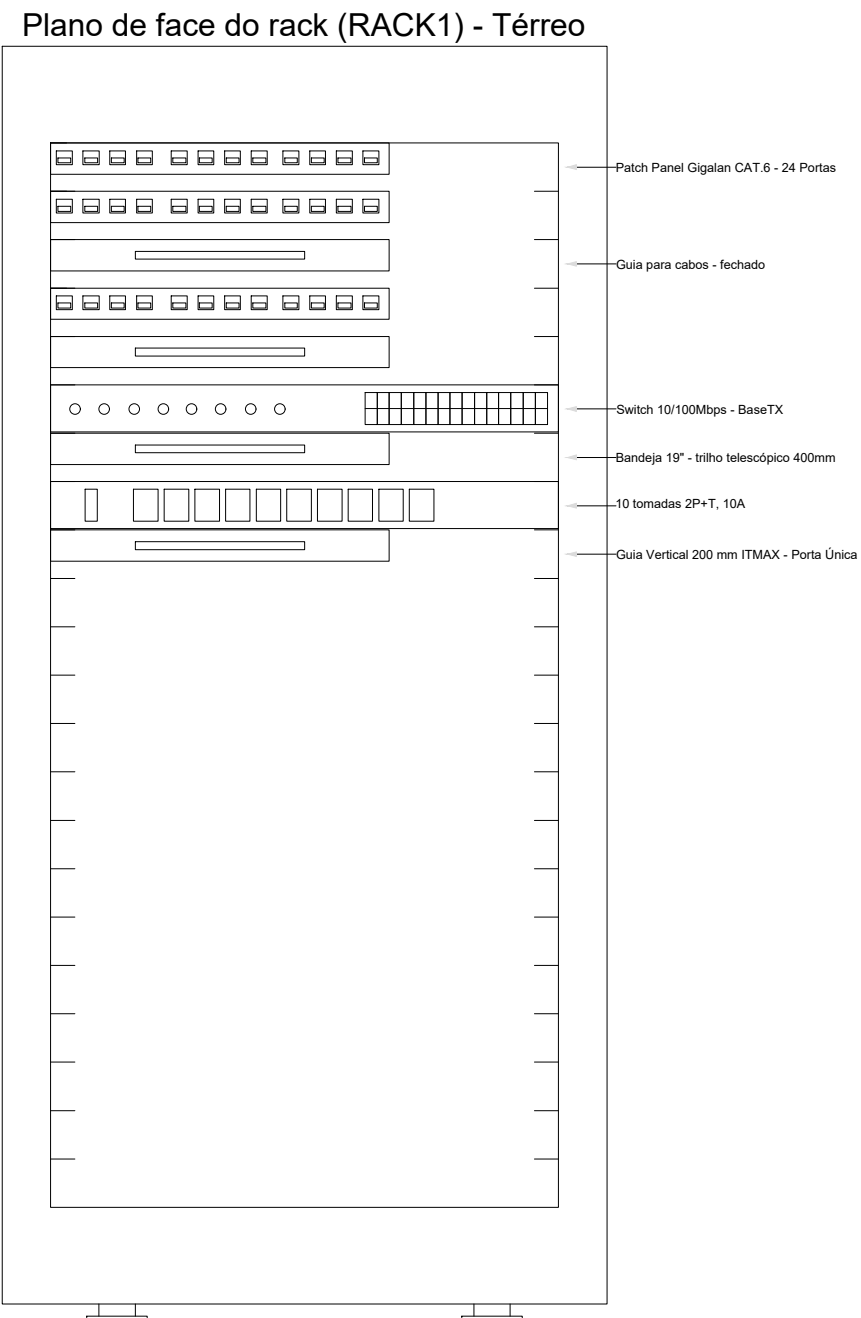 Plano de face do rack (RACK1) - Térreo
Patch Panel Gigalan CAT.6 - 24 Portas
Guia para cabos - fechado
Switch 10/100Mbps - BaseTX
Bandeja 19" - trilho telescópico 400mm
10 tomadas 2P+T, 10A
Guia Vertical 200 mm ITMAX - Porta Única